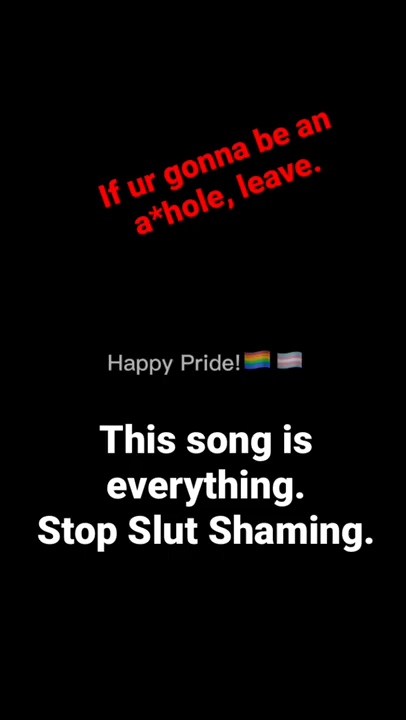 If ur gonna be an
a*hole, leave.
Happy Pride!🏳️‍🌈 🏳️‍⚧️
This song is
everything.
Stop Slut Shaming.